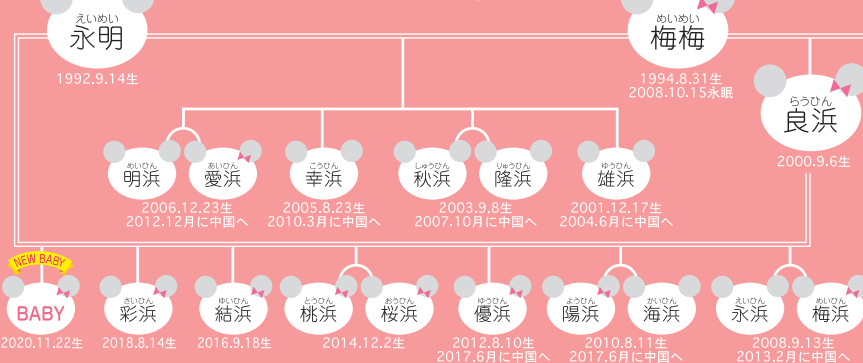 えいめい
永明
1992.9.14生
めいめい
梅梅
1994.8.31生
2008.10.15永眠
らうひん
良浜
2000.9.6生
めいひん
明浜
あいひん
愛浜
2006.12.23生
2012.12月に中国へ
こうひん
幸浜
2005.8.23生
2010.3月に中国へ
しゅうひん
秋浜
りゅうひん
隆浜
2003.9.8生
2007.10月に中国へ
ゆうひん
雄浜
2001.12.17生
2004.6月に中国へ
NEW BABY
BABY
2020.11.22生
さいひん
彩浜
2018.8.14生
ゆいひん
結浜
2016.9.18生
とうひん
桃浜
おうひん
桜浜
2014.12.2生
ゆうひん
優浜
2012.8.10生
2017.6月に中国へ
ようひん
陽浜
かいひん
海浜
2010.8.11生
2017.6月に中国へ
えいひん
永浜
めいひん
梅浜
2008.9.13生
2013.2月に中国へ